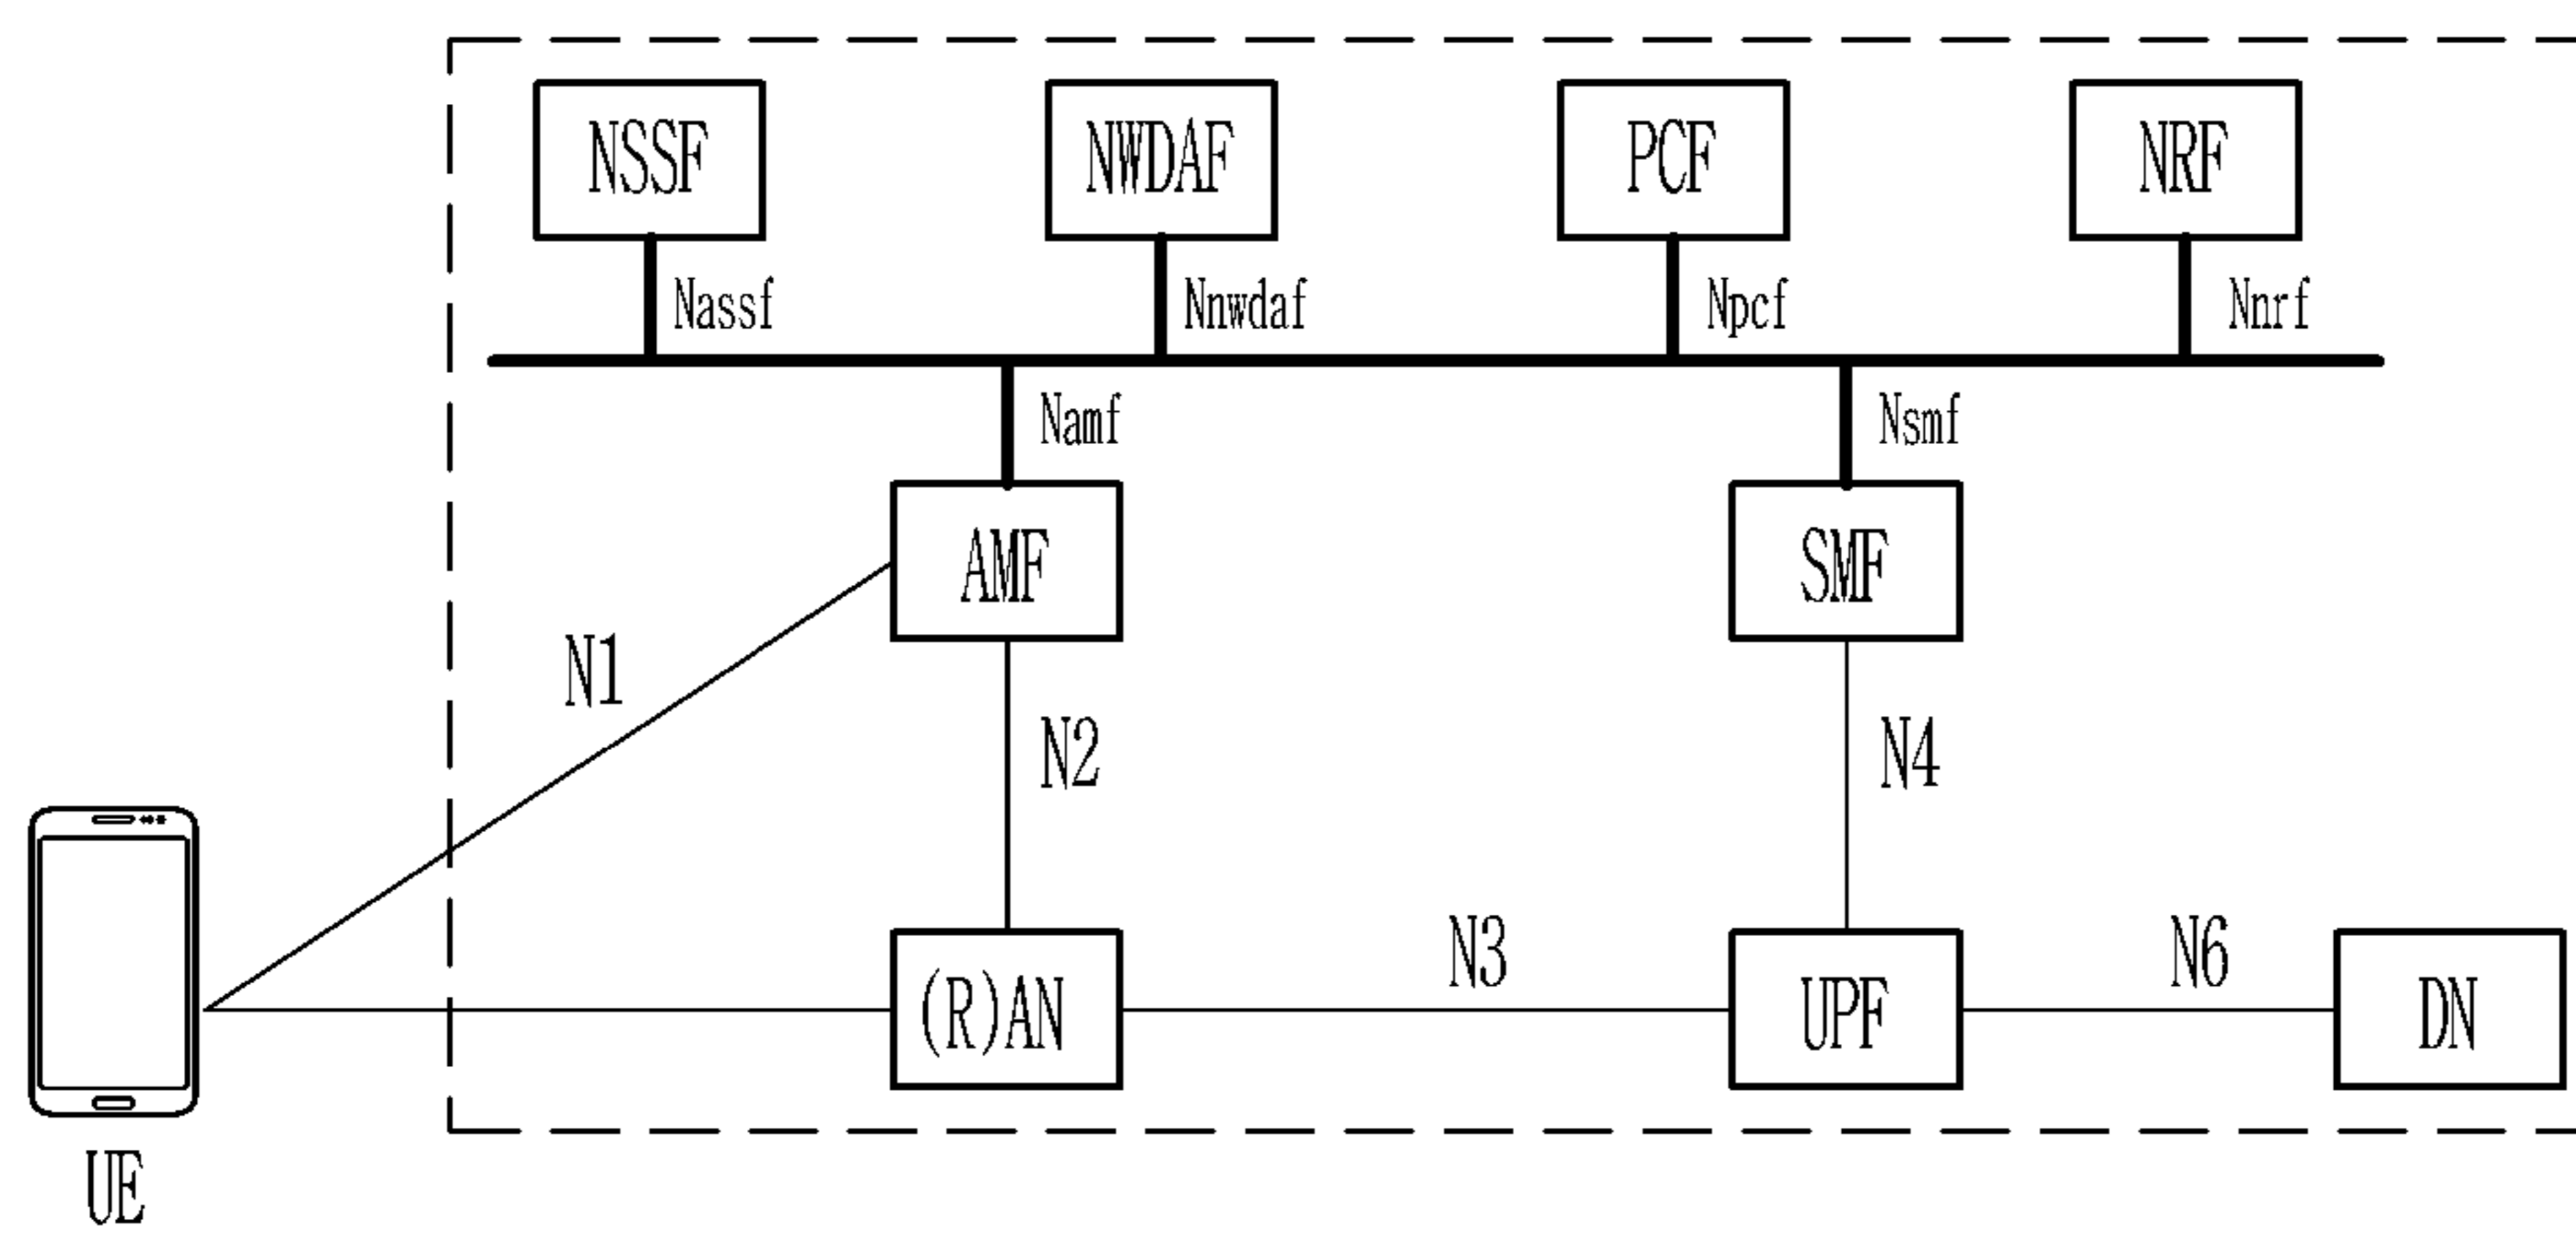 NSSF NWDAF PCF NRF
Nassf Nnwdaf Npcf Nnrf
Namf Nsmf
AMF SMF
N1
N2 N4
N3 N6
(R)AN UPF DN
UE